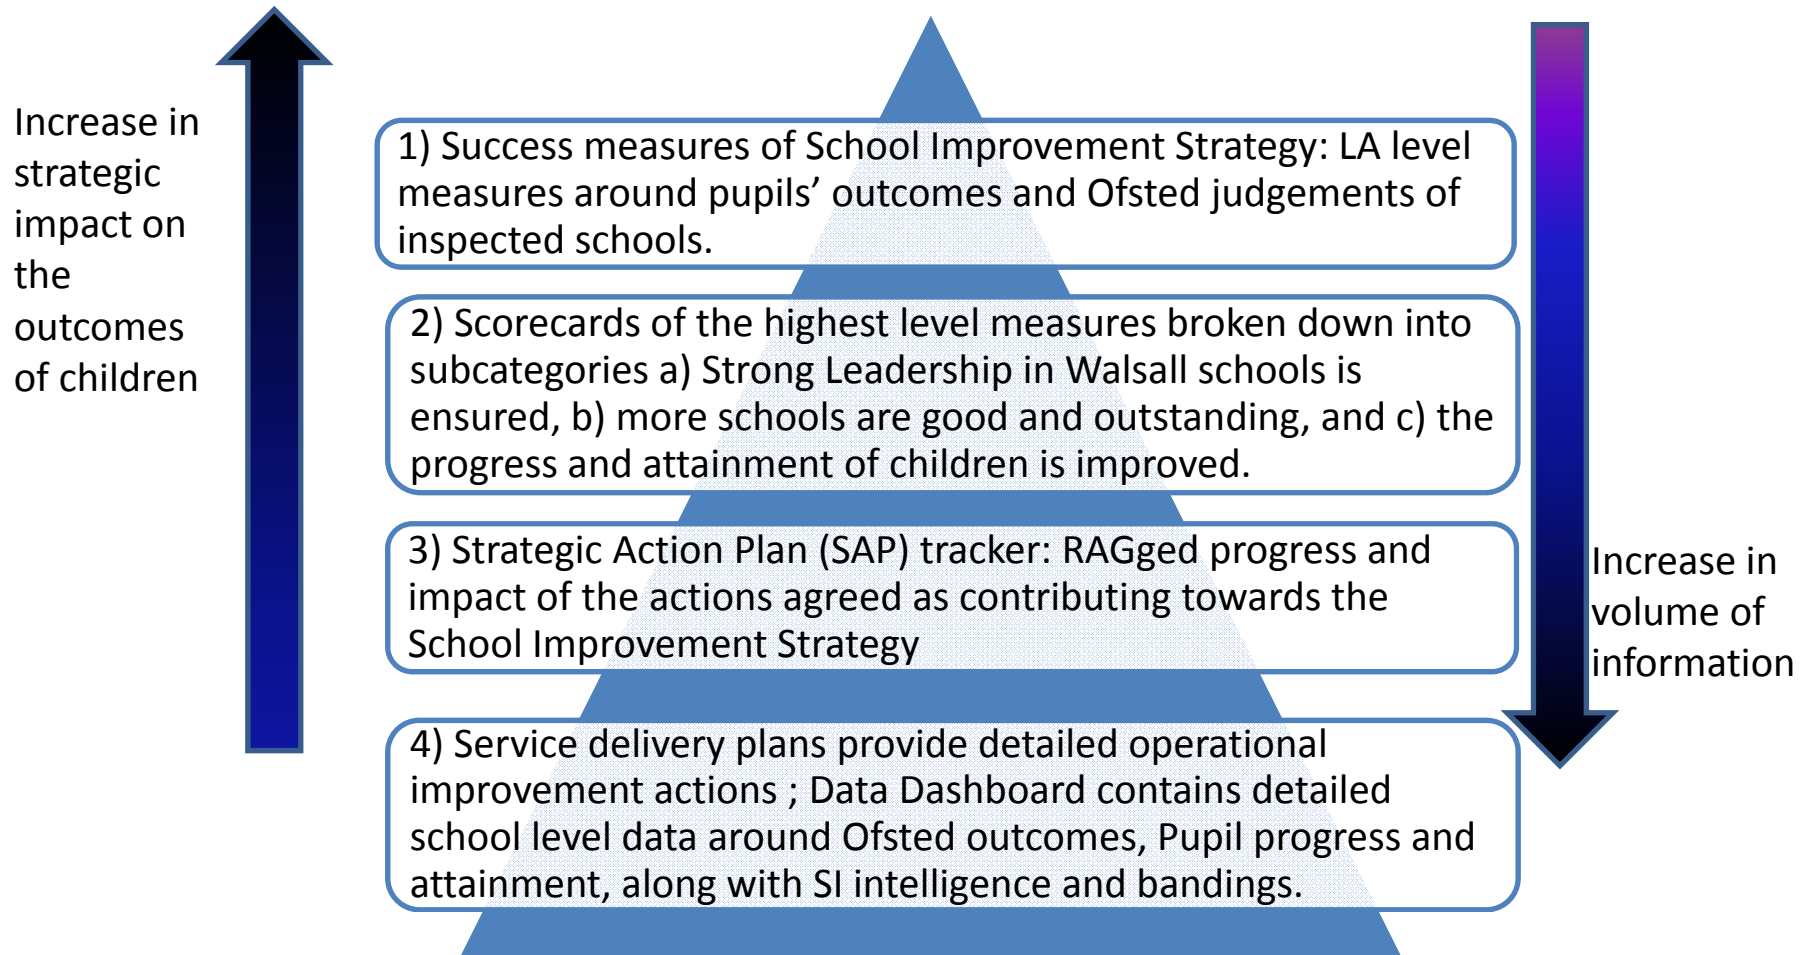 Increase in
strategic
impact on
the
outcomes
of children
1) Success measures of School Improvement Strategy: LA level
measures around pupils’ outcomes and Ofsted judgements of
inspected schools.
2) Scorecards of the highest level measures broken down into
subcategories a) Strong Leadership in Walsall schools is
ensured, b) more schools are good and outstanding, and c) the
progress and attainment of children is improved.
3) Strategic Action Plan (SAP) tracker: RAGged progress and
impact of the actions agreed as contributing towards the
School Improvement Strategy
4) Service delivery plans provide detailed operational
improvement actions ; Data Dashboard contains detailed
school level data around Ofsted outcomes, Pupil progress and
attainment, along with SI intelligence and bandings.
Increase in
volume of
information